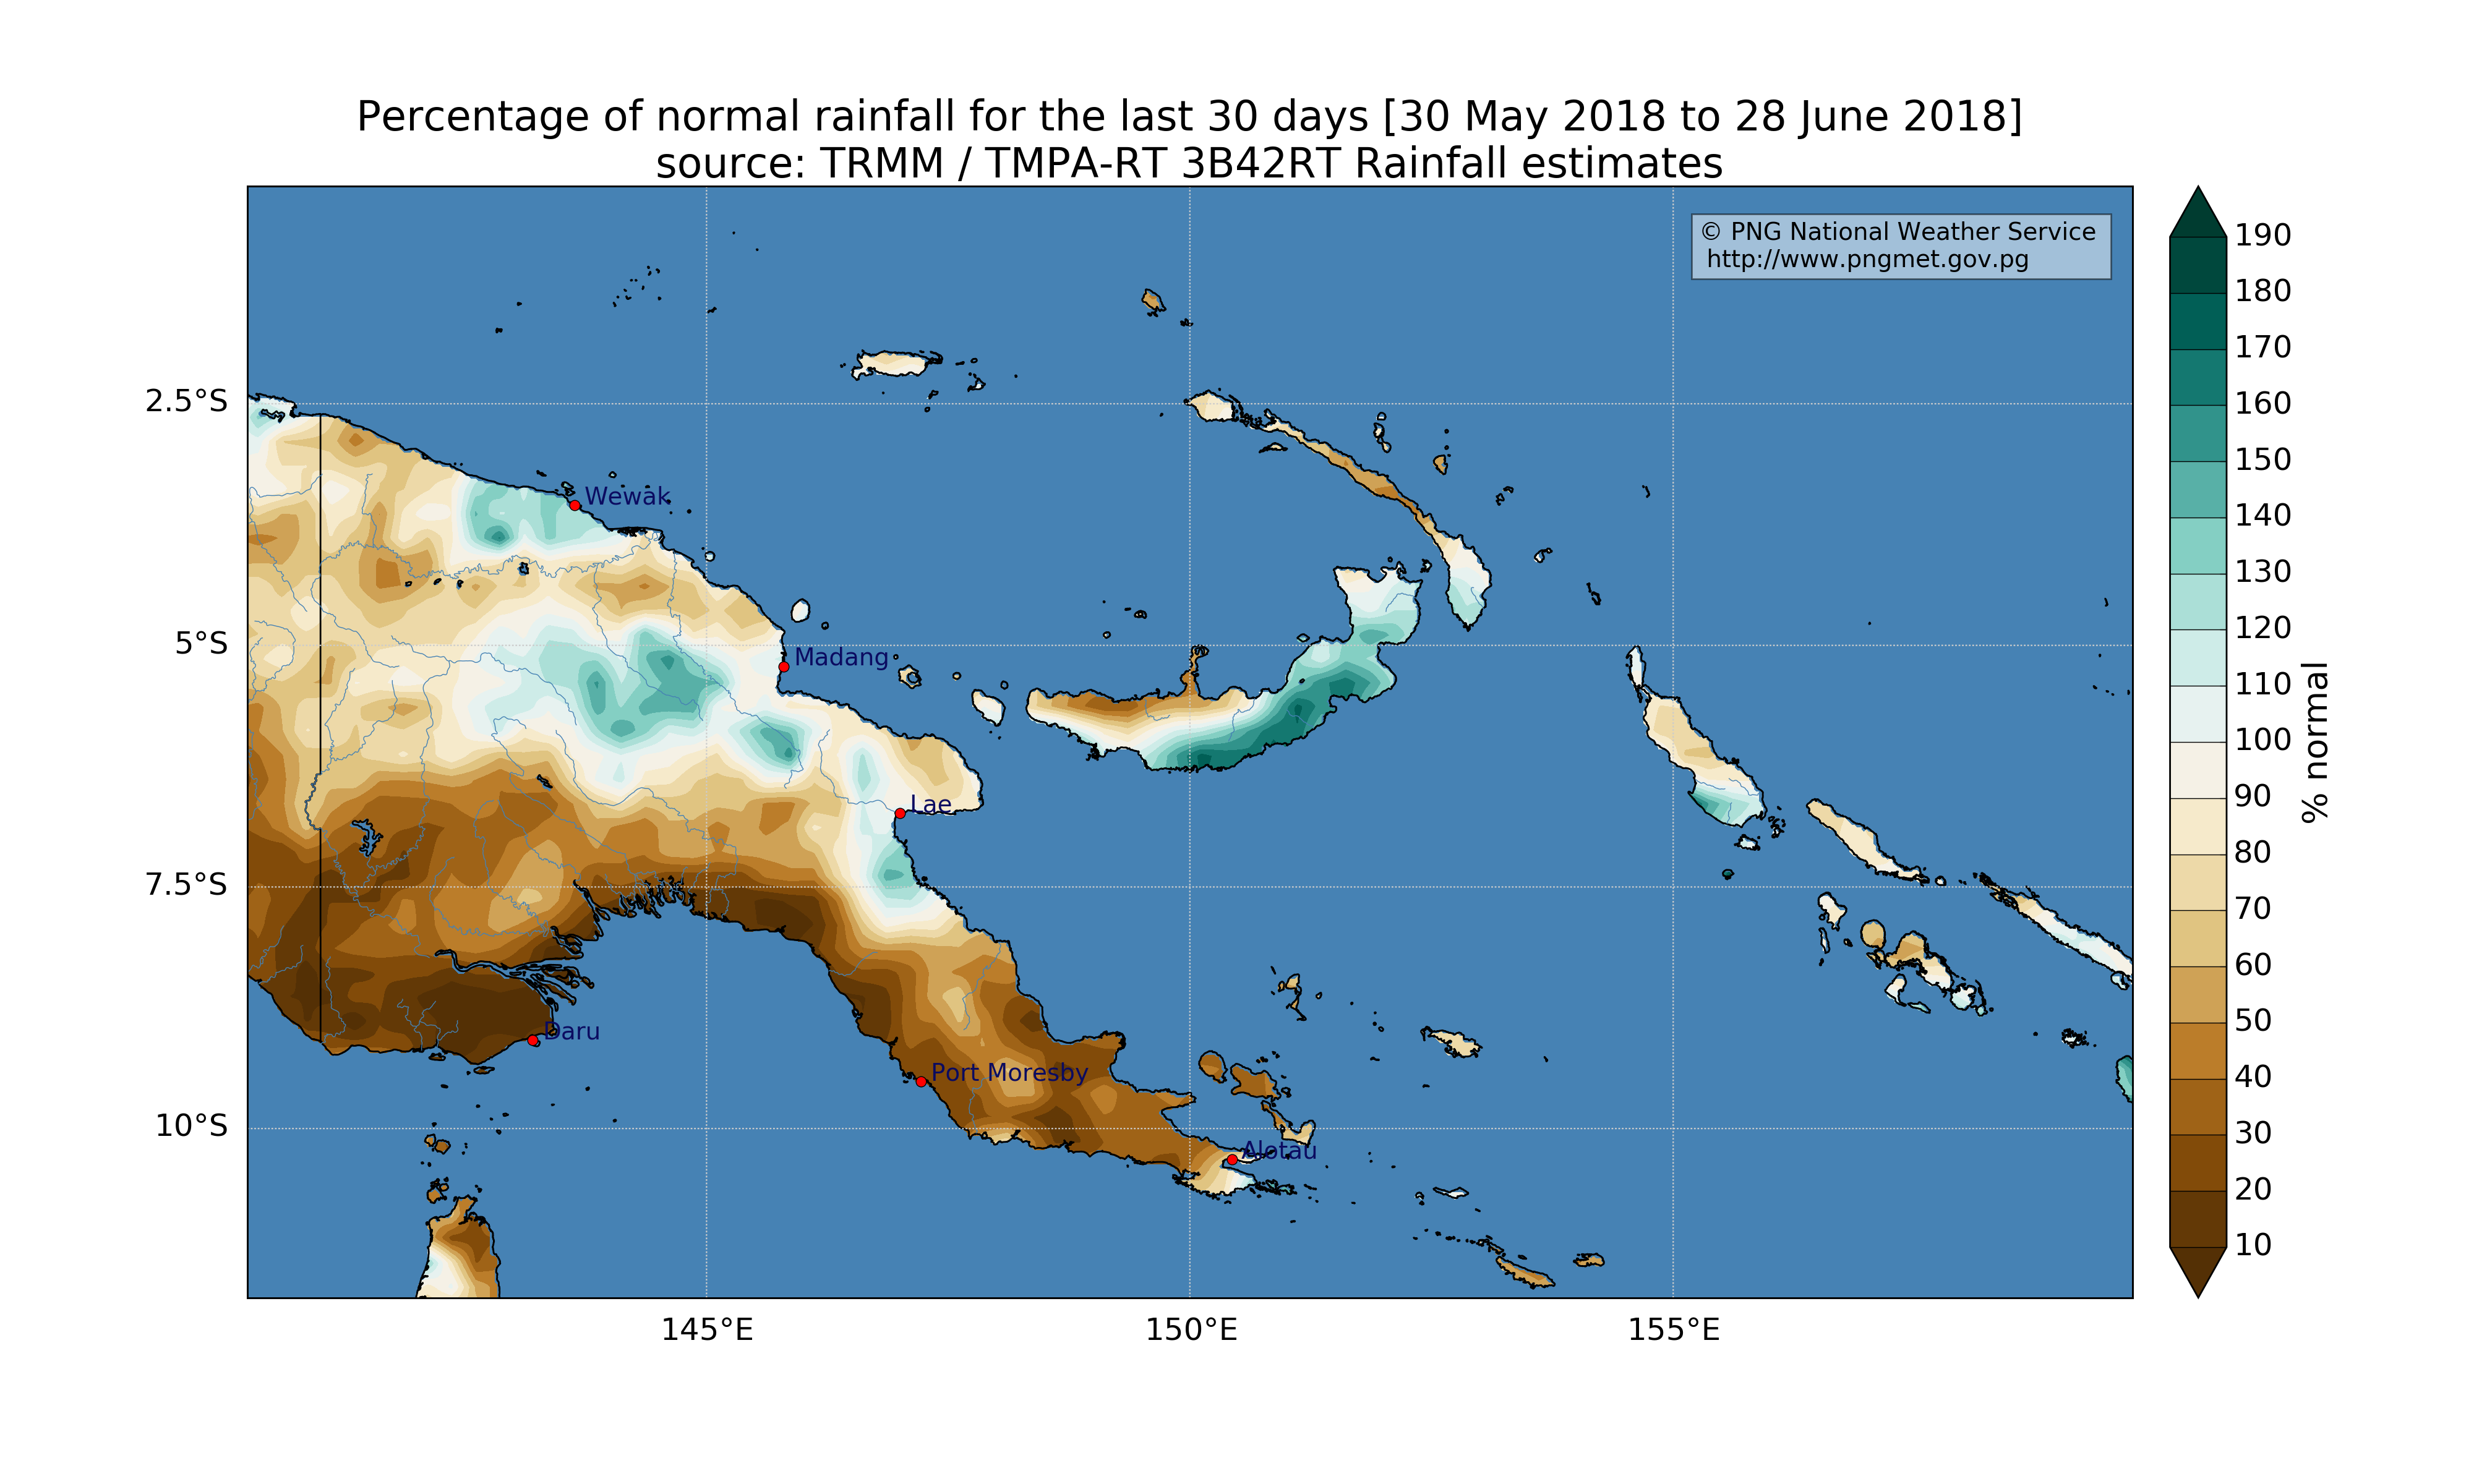 Percentage of normal rainfall for the last 30 days [30 May 2018 to 28 June 2018]
source: TRMM / TMPA-RT 3B42RT Rainfall estimates
© PNG National Weather Service
http://www.pngmet.gov.pg
2.5°S
5°S
7.5°S
10°S
145°E
150°E
155°E
Wewak
Madang
Lae
Daru
Port Moresby
Alotau
190
180
170
160
150
140
130
120
110
100
90
80
70
60
50
40
30
20
10
% normal